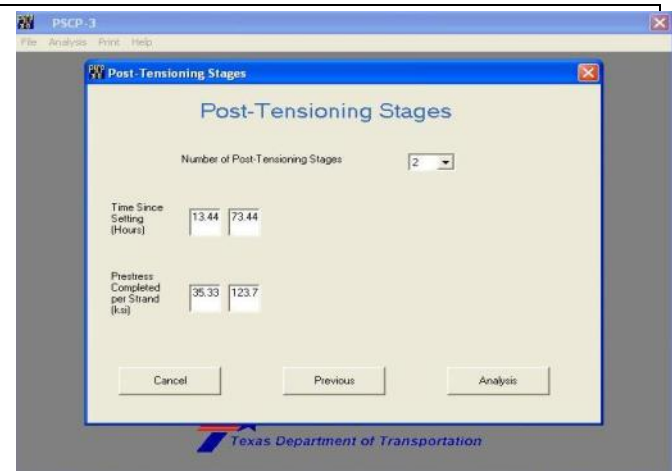 PSCP-3
File Analysis Print Help
Post-Tensioning Stages
Post-Tensioning Stages
Number of Post-Tensioning Stages 2
Time Since
Setting
(Hours)
13.44 73.44
Prestress
Completed
per Strand
(ksi)
35.33 123.7
Cancel Previous Analysis
Texas Department of Transportation